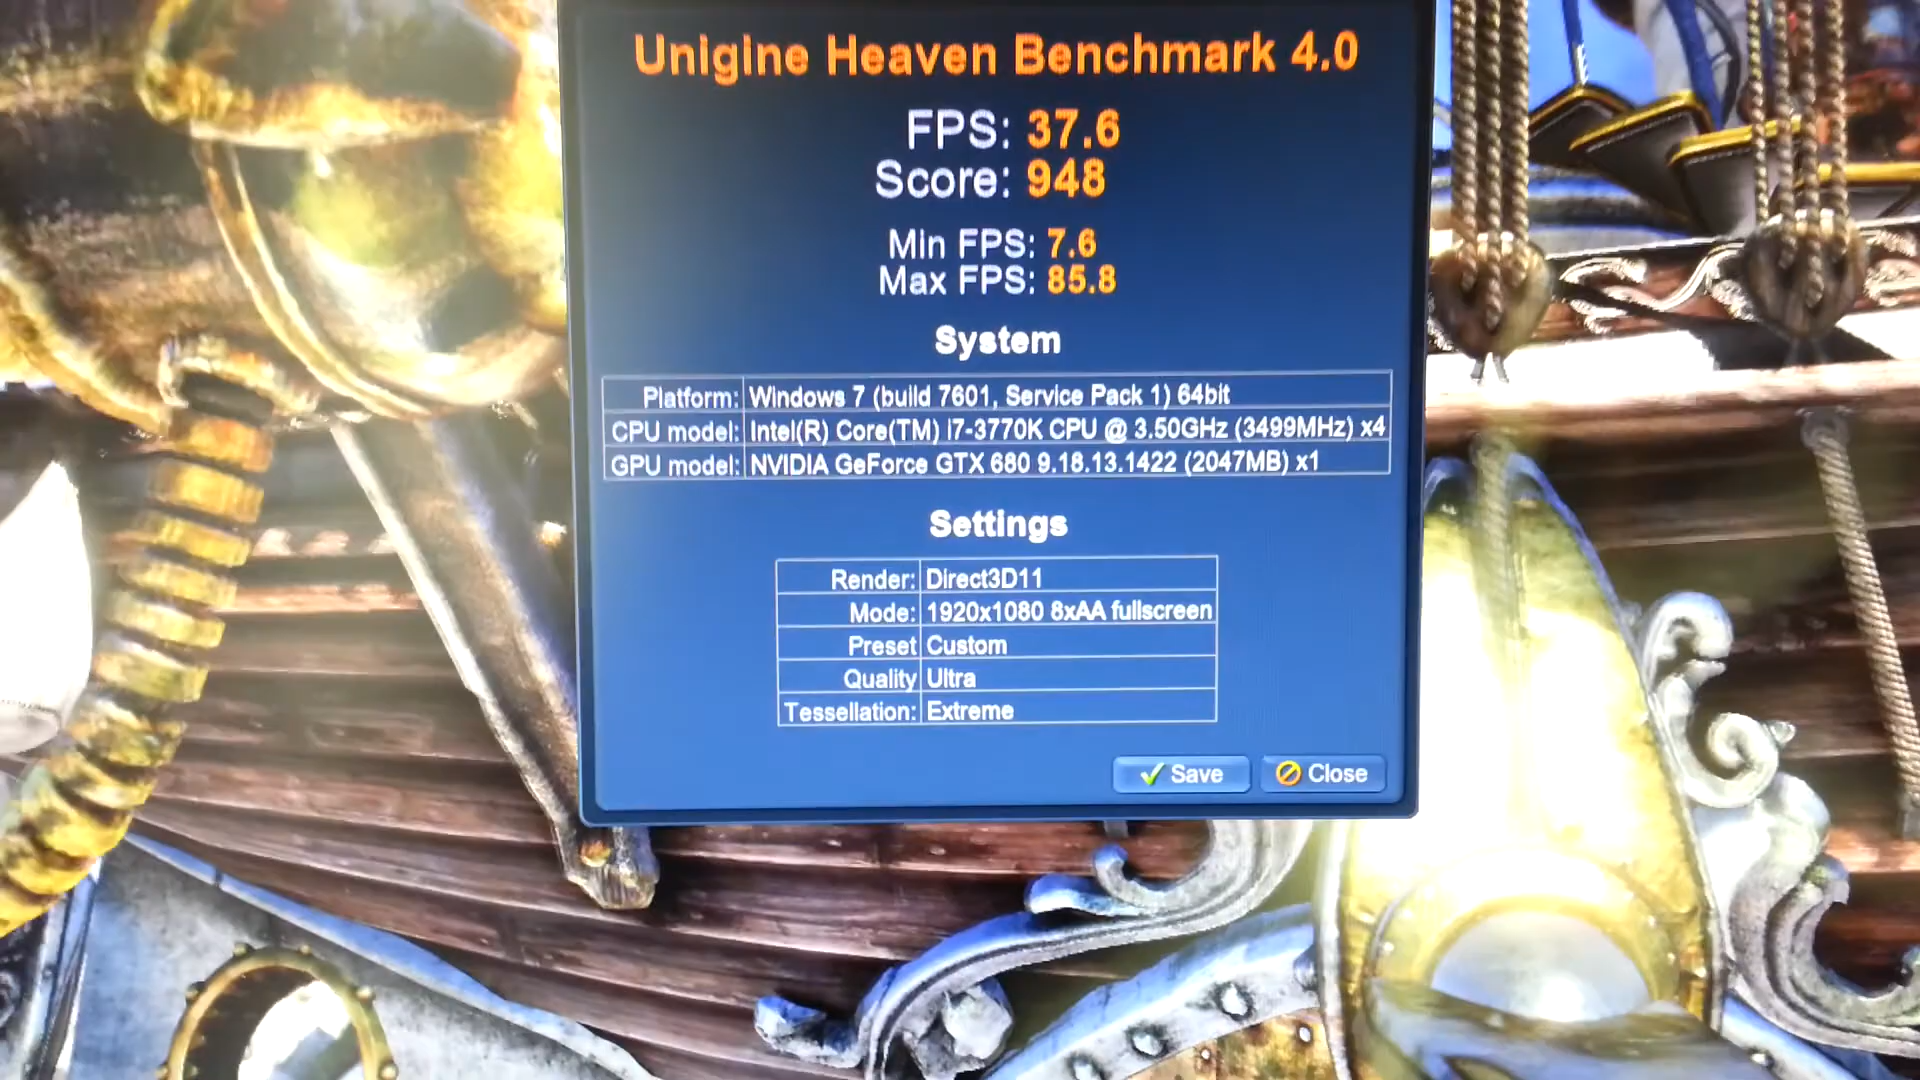 Unigine Heaven Benchmark 4.0
FPS: 37.6
Score: 948
Min FPS: 7.6
Max FPS: 85.8
System
Platform: Windows 7 (build 7601, Service Pack 1) 64bit
CPU model: Intel(R) Core(TM) i7-3770K CPU @ 3.50GHz (3499MHz) x4
GPU model: NVIDIA GeForce GTX 680 9.18.13.1422 (2047MB) x1
Settings
Render: Direct3D11
Mode: 1920x1080 8xAA fullscreen
Preset Custom
Quality Ultra
Tessellation: Extreme
Save Close